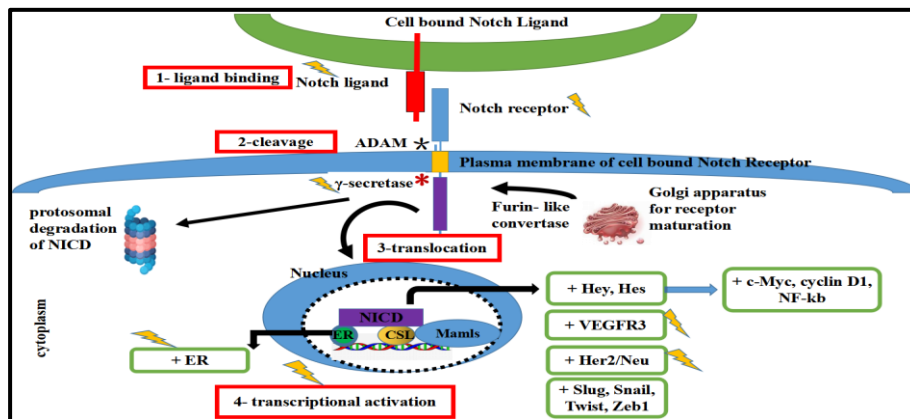 Cell bound Notch Ligand
1- ligand binding
Notch ligand
Notch receptor
2-cleavage
ADAM
Plasma membrane of cell bound Notch Receptor
γ-secretase
protosomal
degradation
of NICD
Furin- like
convertase
Golgi apparatus
for receptor
maturation
3-translocation
Nucleus
NICD
ER
CSL
Mamls
cytoplasm
+ ER
4- transcriptional activation
+ Hey, Hes
+ c-Myc, cyclin D1,
NF-kb
+ VEGFR3
+ Her2/Neu
+ Slug, Snail,
Twist, Zeb1